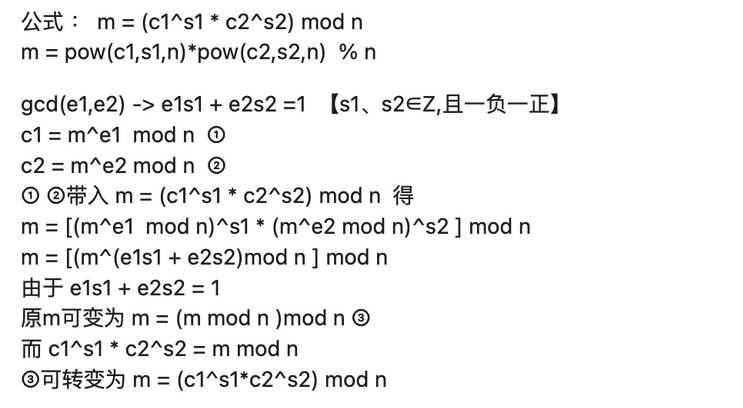 公式： m = (c1^s1 * c2^s2) mod n
m = pow(c1,s1,n)*pow(c2,s2,n) % n
gcd(e1,e2) -> e1s1 + e2s2 =1 【s1、s2∈Z,且一负一正】
c1 = m^e1 mod n ①
c2 = m^e2 mod n ②
① ②带入 m = (c1^s1 * c2^s2) mod n 得
m = [(m^e1 mod n)^s1 * (m^e2 mod n)^s2 ] mod n
m = [(m^(e1s1 + e2s2)mod n ] mod n
由于 e1s1 + e2s2 = 1
原m可变为 m = (m mod n )mod n ③
而 c1^s1 * c2^s2 = m mod n
③可转变为 m = (c1^s1*c2^s2) mod n